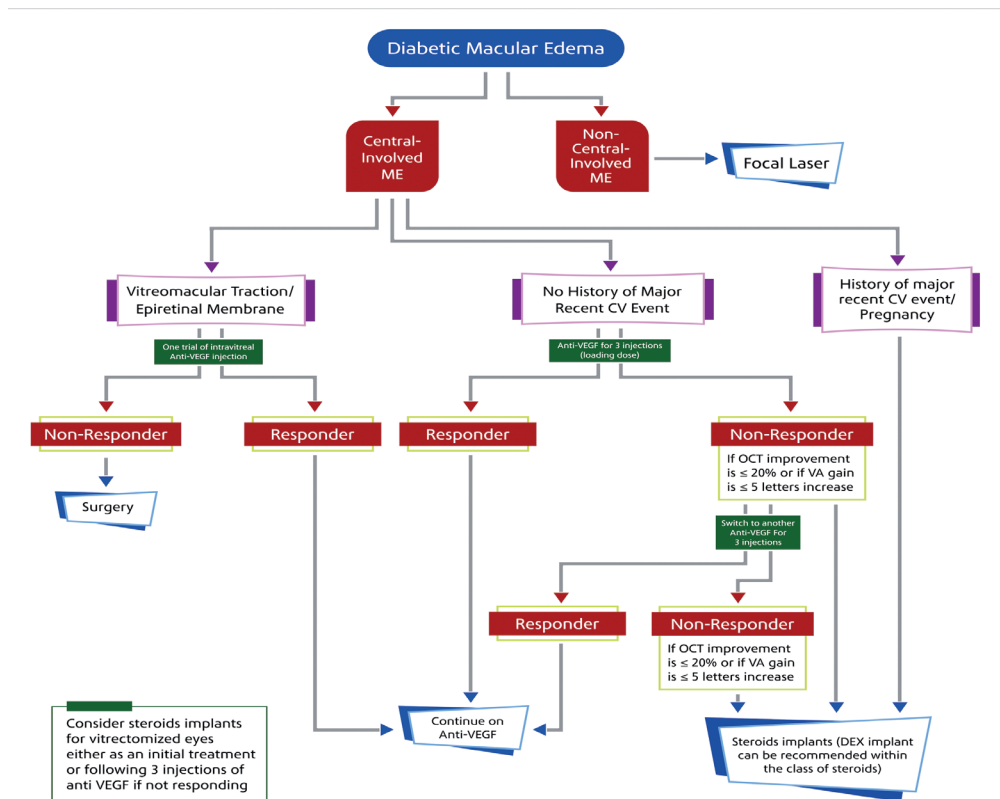 Diabetic Macular Edema
Central-
Involved
ME
Non-
Central-
Involved
ME
Focal Laser
Vitreomacular Traction/
Epiretinal Membrane
No History of Major
Recent CV Event
History of major
recent CV event/
Pregnancy
One trial of intravitreal
Anti-VEGF injection
Anti-VEGF for 3 injections
(loading dose)
Non-Responder
Responder
Responder
Non-Responder
If OCT improvement
is ≤ 20% or if VA gain
is ≤ 5 letters increase
Surgery
Switch to another
Anti-VEGF For
3 injections
Responder
Non-Responder
If OCT improvement
is ≤ 20% or if VA gain
is ≤ 5 letters increase
Consider steroids implants
for vitrectomized eyes
either as an initial treatment
or following 3 injections of
anti VEGF if not responding
Continue on
Anti-VEGF
Steroids implants (DEX implant
can be recommended within
the class of steroids)